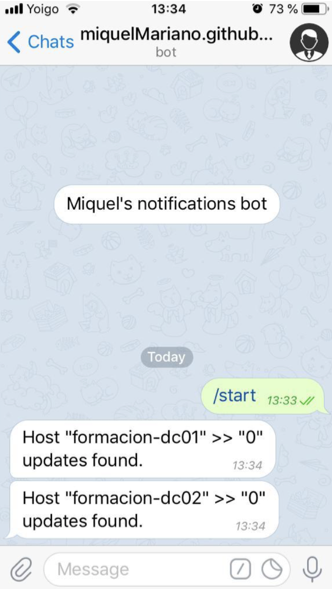 Yoigo 13:34 73 %
Chats miquelMariano.github...
bot
Miquel's notifications bot
Today
/start 13:33
Host "formacion-dc01" >> "0"
updates found.
13:34
Host "formacion-dc02" >> "0"
updates found.
13:34
Message